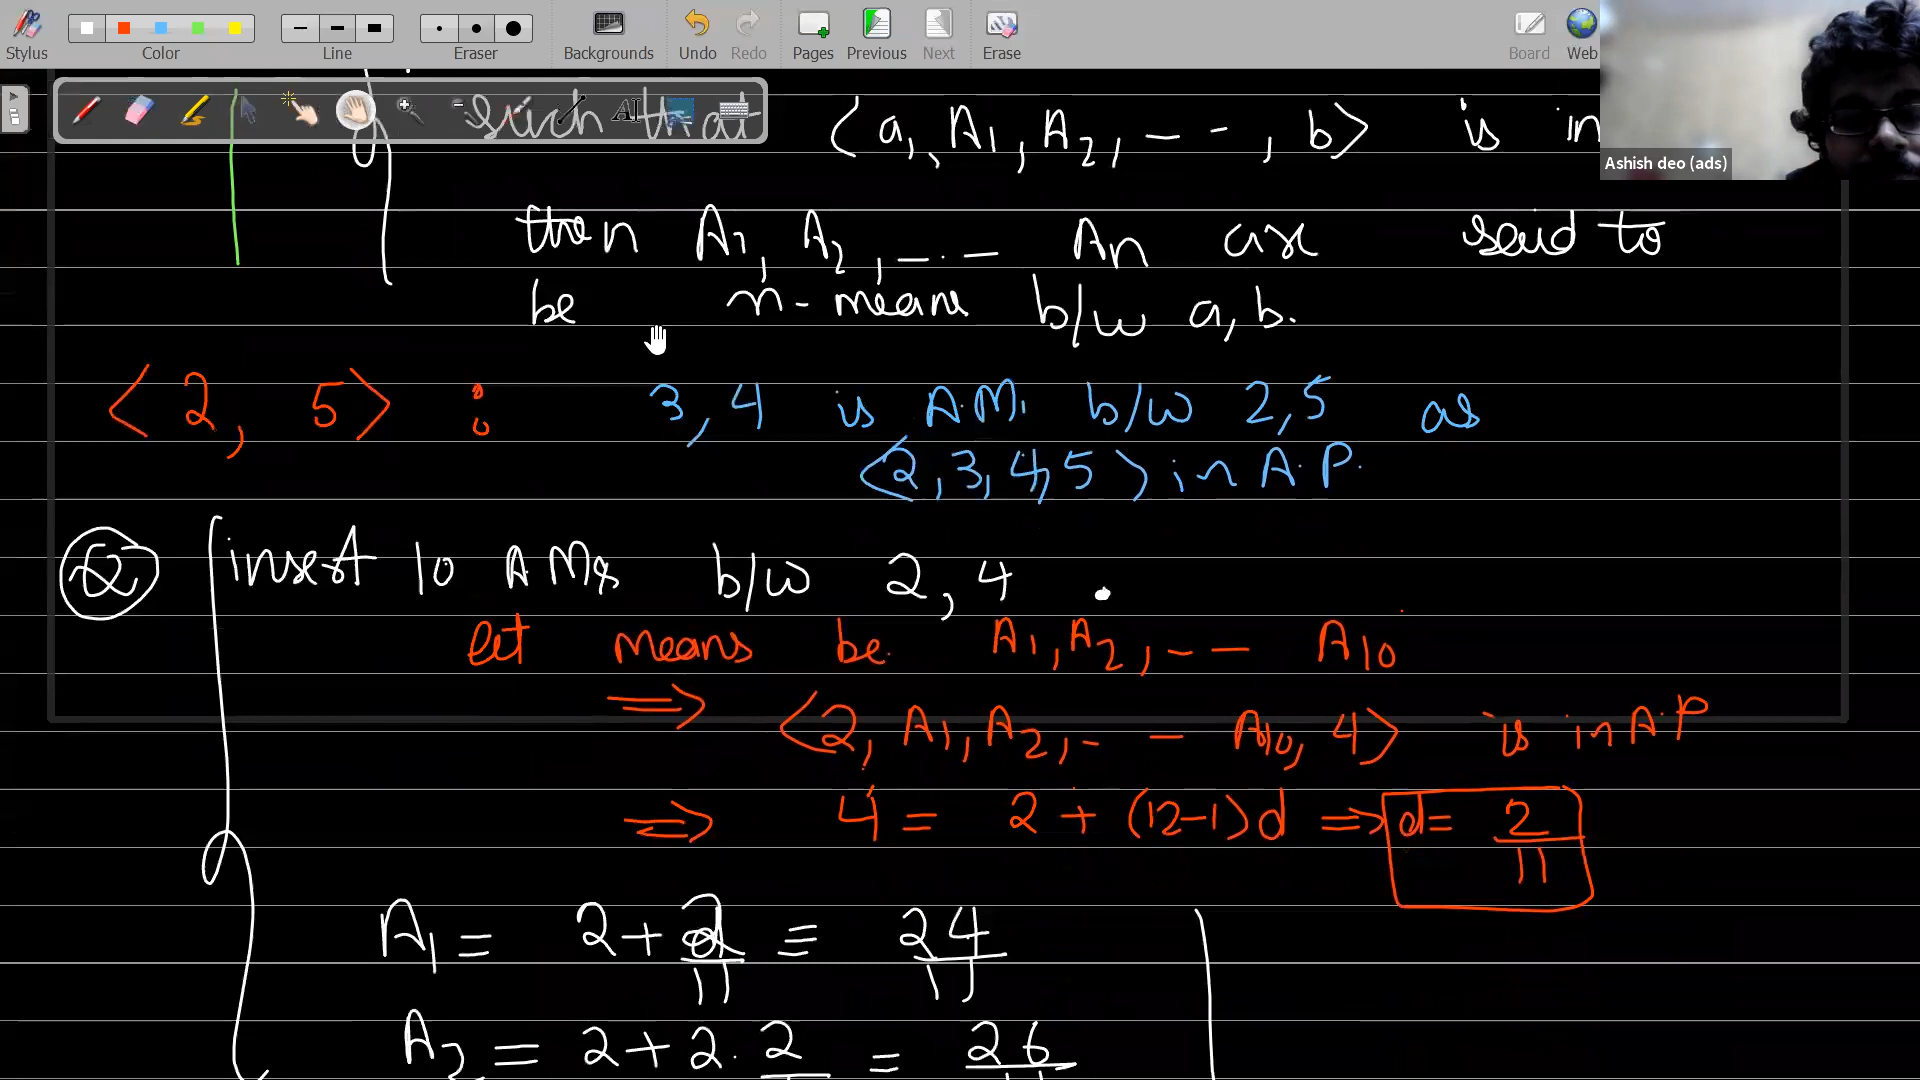 Stylus Color Line Eraser Backgrounds Undo Redo Pages Previous Next Erase Board Web
such that ⟨a, A1, A2, - - , b⟩ is in
Ashish deo (ads)
then A1, A2, - . - An are said to
be n-means b/w a, b.
⟨2, 5⟩ : 3, 4 is A.M. b/w 2,5 as
⟨2,3,4,5⟩ in A.P.
Q insert 10 AMs b/w 2, 4 .
let means be A1, A2, - - A10
⟹ ⟨2, A1, A2, - - A10, 4⟩ is in A.P
⟹ 4 = 2 + (12-1)d ⟹ d = 2/11
A1 = 2 + 2/11 = 24/11
A2 = 2 + 2. 2 = 26